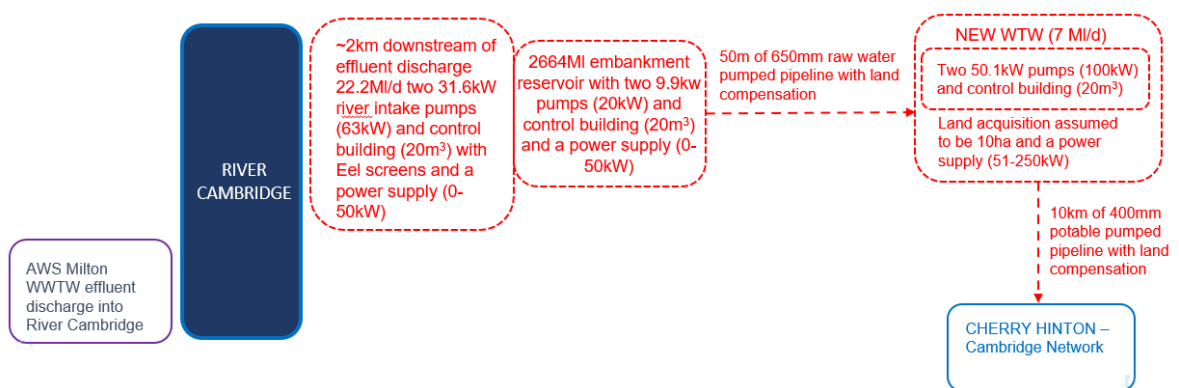 AWS Milton
WWTW effluent
discharge into
River Cambridge
RIVER
CAMBRIDGE
~2km downstream of
effluent discharge
22.2Ml/d two 31.6kW
river intake pumps
(63kW) and control
building (20m³) with
Eel screens and a
power supply (0-
50kW)
2664Ml embankment
reservoir with two 9.9kw
pumps (20kW) and
control building (20m³)
and a power supply (0-
50kW)
50m of 650mm raw water
pumped pipeline with land
compensation
NEW WTW (7 Ml/d)
Two 50.1kW pumps (100kW)
and control building (20m³)
Land acquisition assumed
to be 10ha and a power
supply (51-250kW)
10km of 400mm
potable pumped
pipeline with land
compensation
CHERRY HINTON –
Cambridge Network